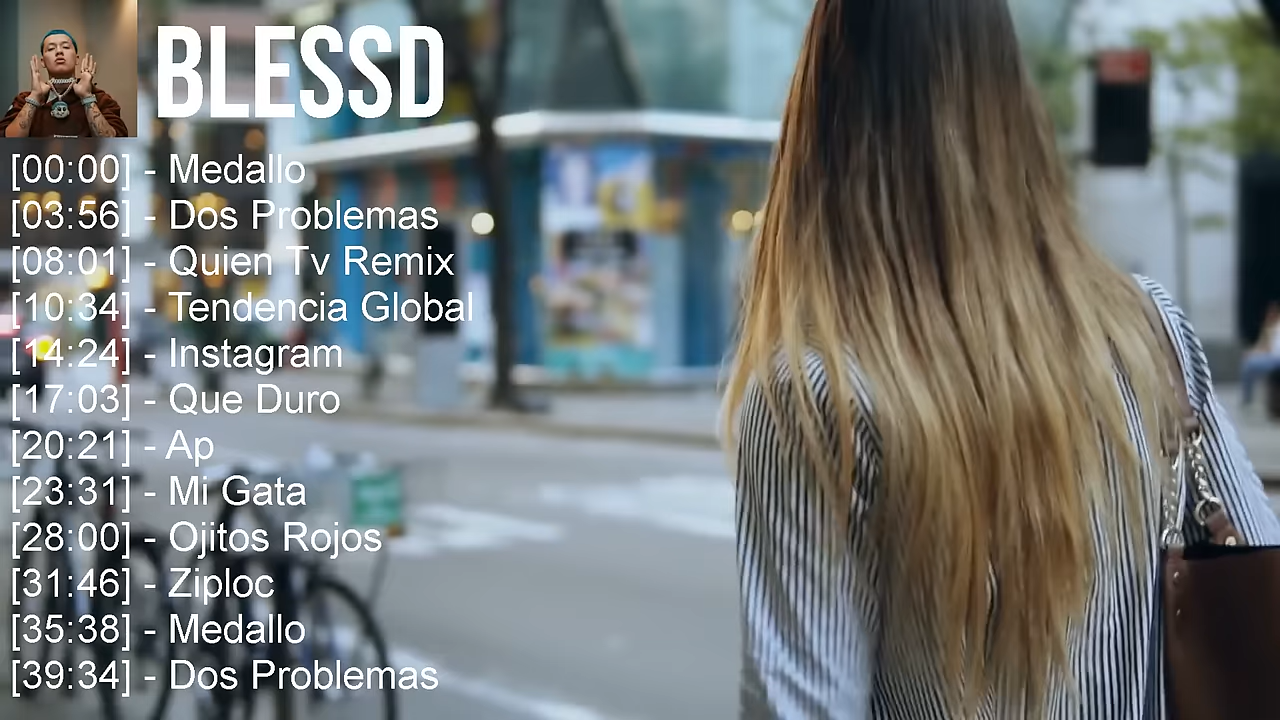 BLESSD
[00:00] - Medallo
[03:56] - Dos Problemas
[08:01] - Quien Tv Remix
[10:34] - Tendencia Global
[14:24] - Instagram
[17:03] - Que Duro
[20:21] - Ap
[23:31] - Mi Gata
[28:00] - Ojitos Rojos
[31:46] - Ziploc
[35:38] - Medallo
[39:34] - Dos Problemas